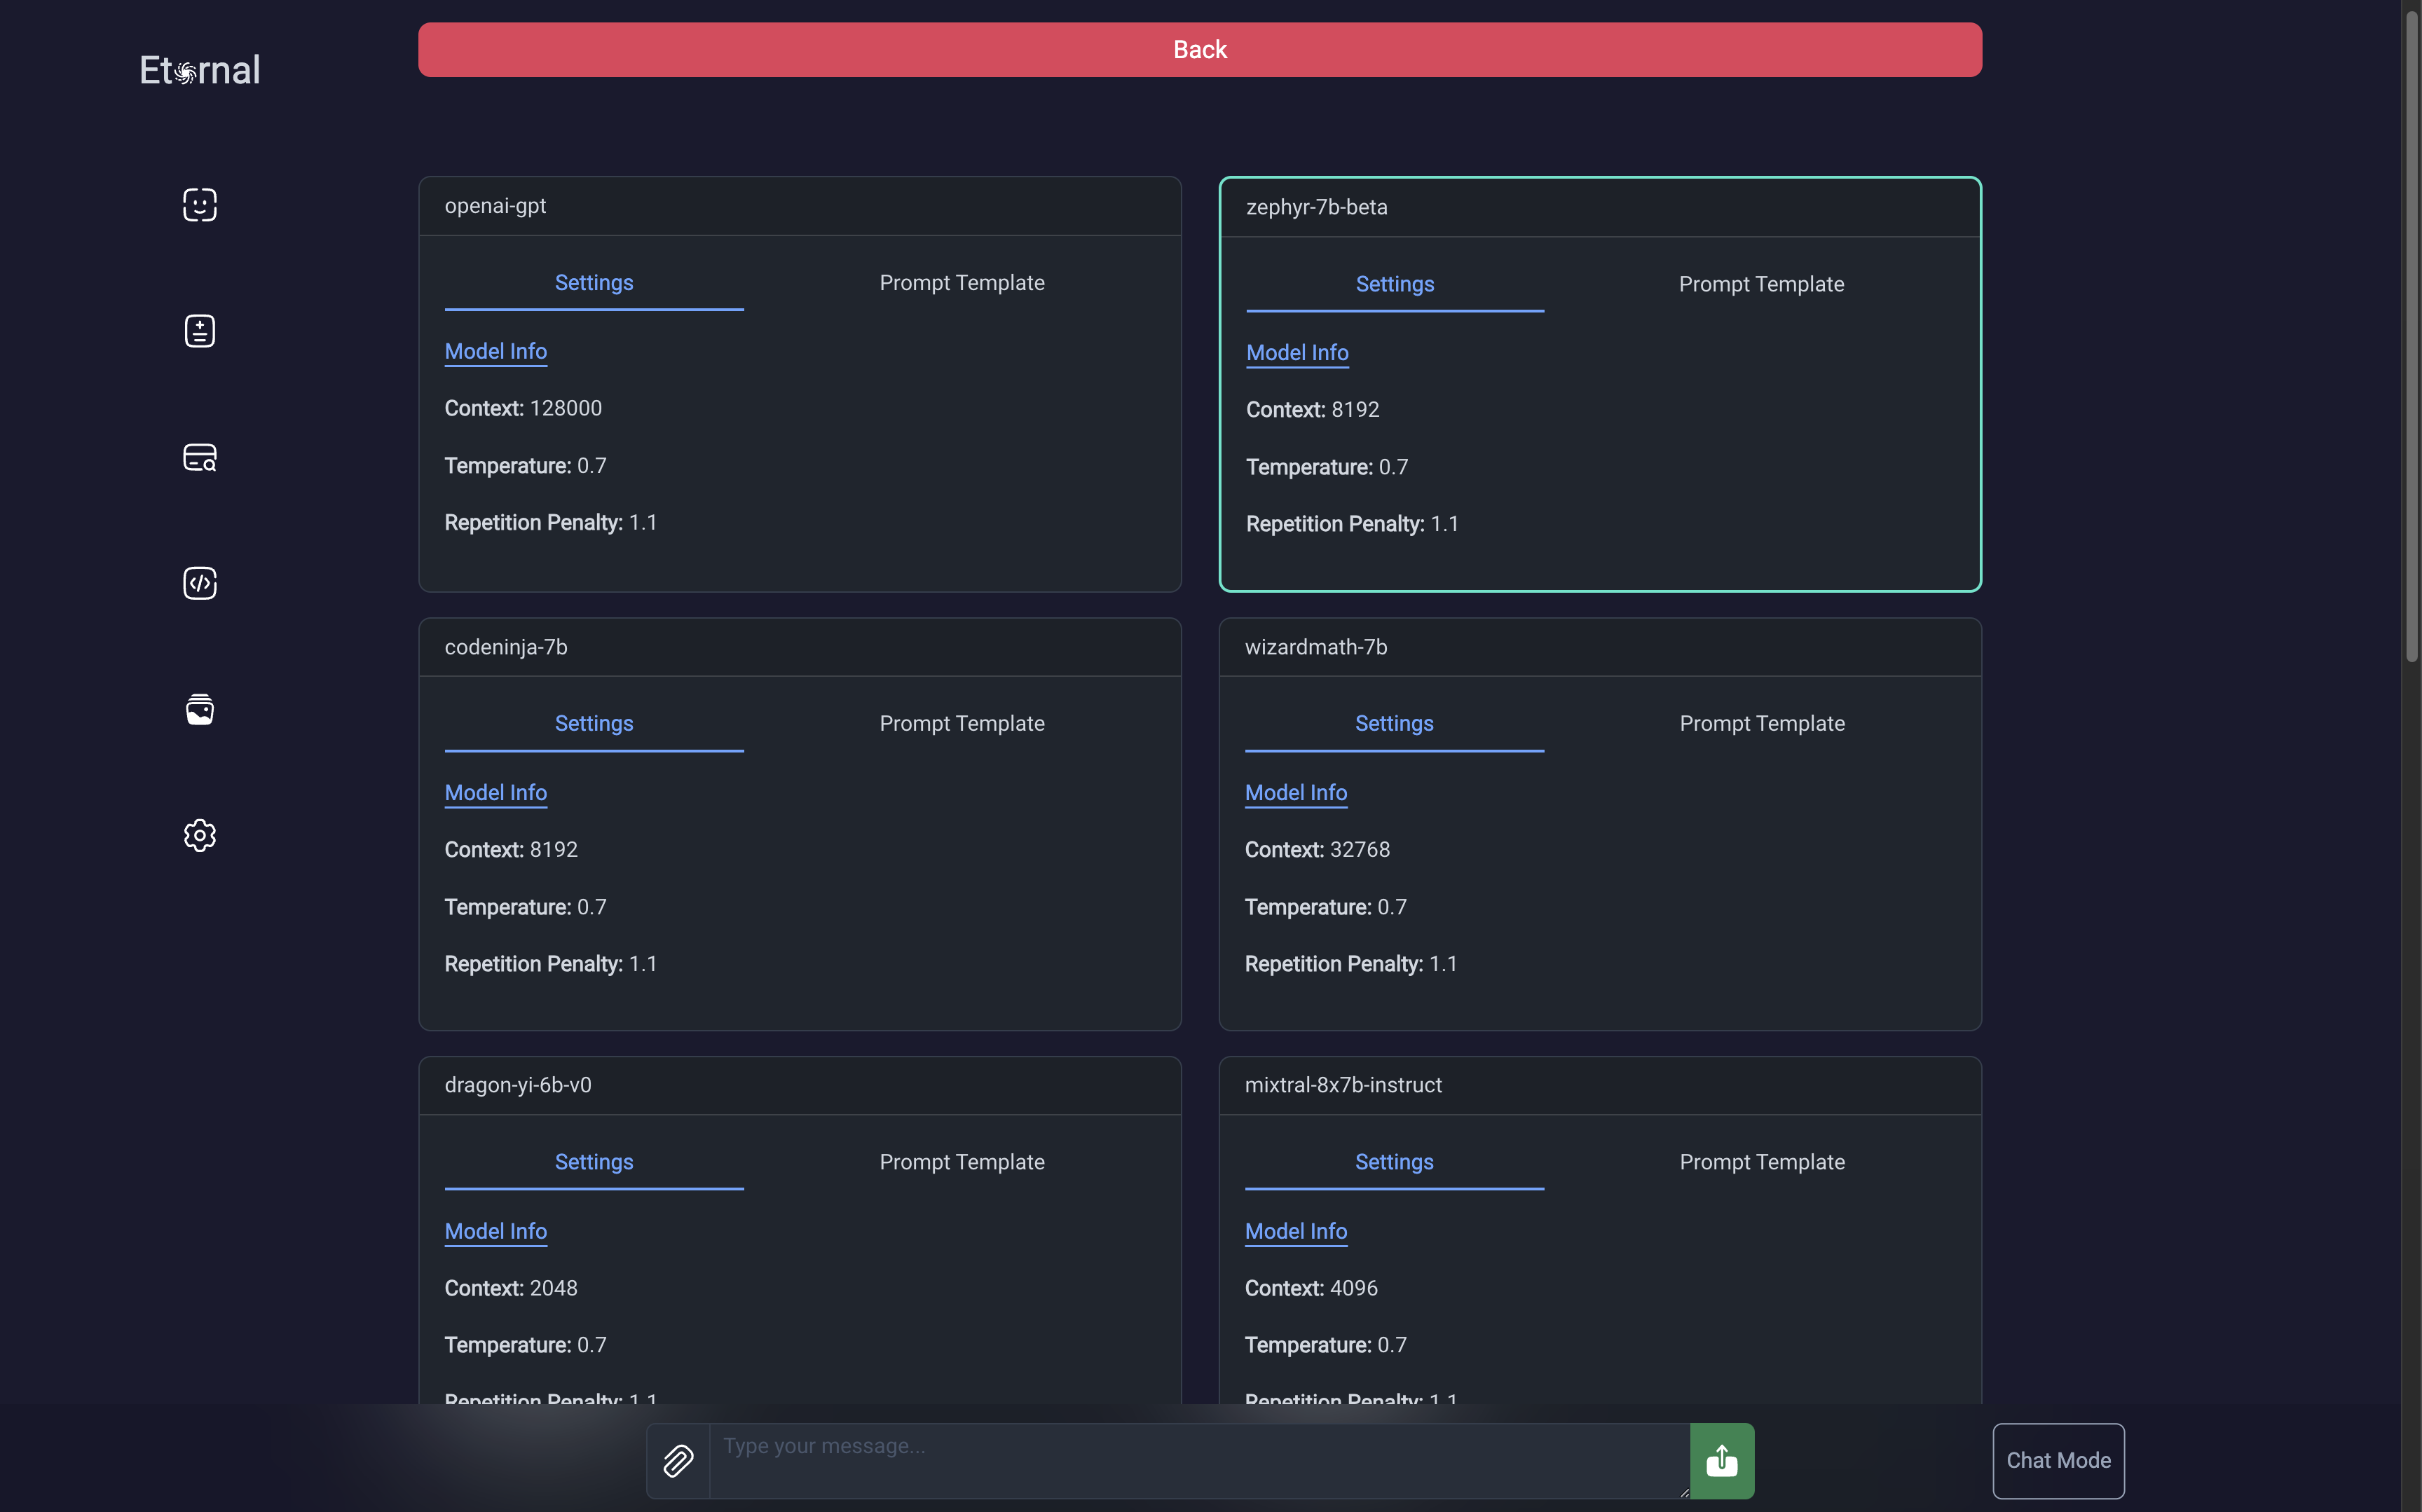 Back
Eternal
openai-gpt
Settings Prompt Template
Model Info
Context: 128000
Temperature: 0.7
Repetition Penalty: 1.1
zephyr-7b-beta
Settings Prompt Template
Model Info
Context: 8192
Temperature: 0.7
Repetition Penalty: 1.1
codeninja-7b
Settings Prompt Template
Model Info
Context: 8192
Temperature: 0.7
Repetition Penalty: 1.1
wizardmath-7b
Settings Prompt Template
Model Info
Context: 32768
Temperature: 0.7
Repetition Penalty: 1.1
dragon-yi-6b-v0
Settings Prompt Template
Model Info
Context: 2048
Temperature: 0.7
Repetition Penalty: 1.1
mixtral-8x7b-instruct
Settings Prompt Template
Model Info
Context: 4096
Temperature: 0.7
Repetition Penalty: 1.1
Type your message...
Chat Mode